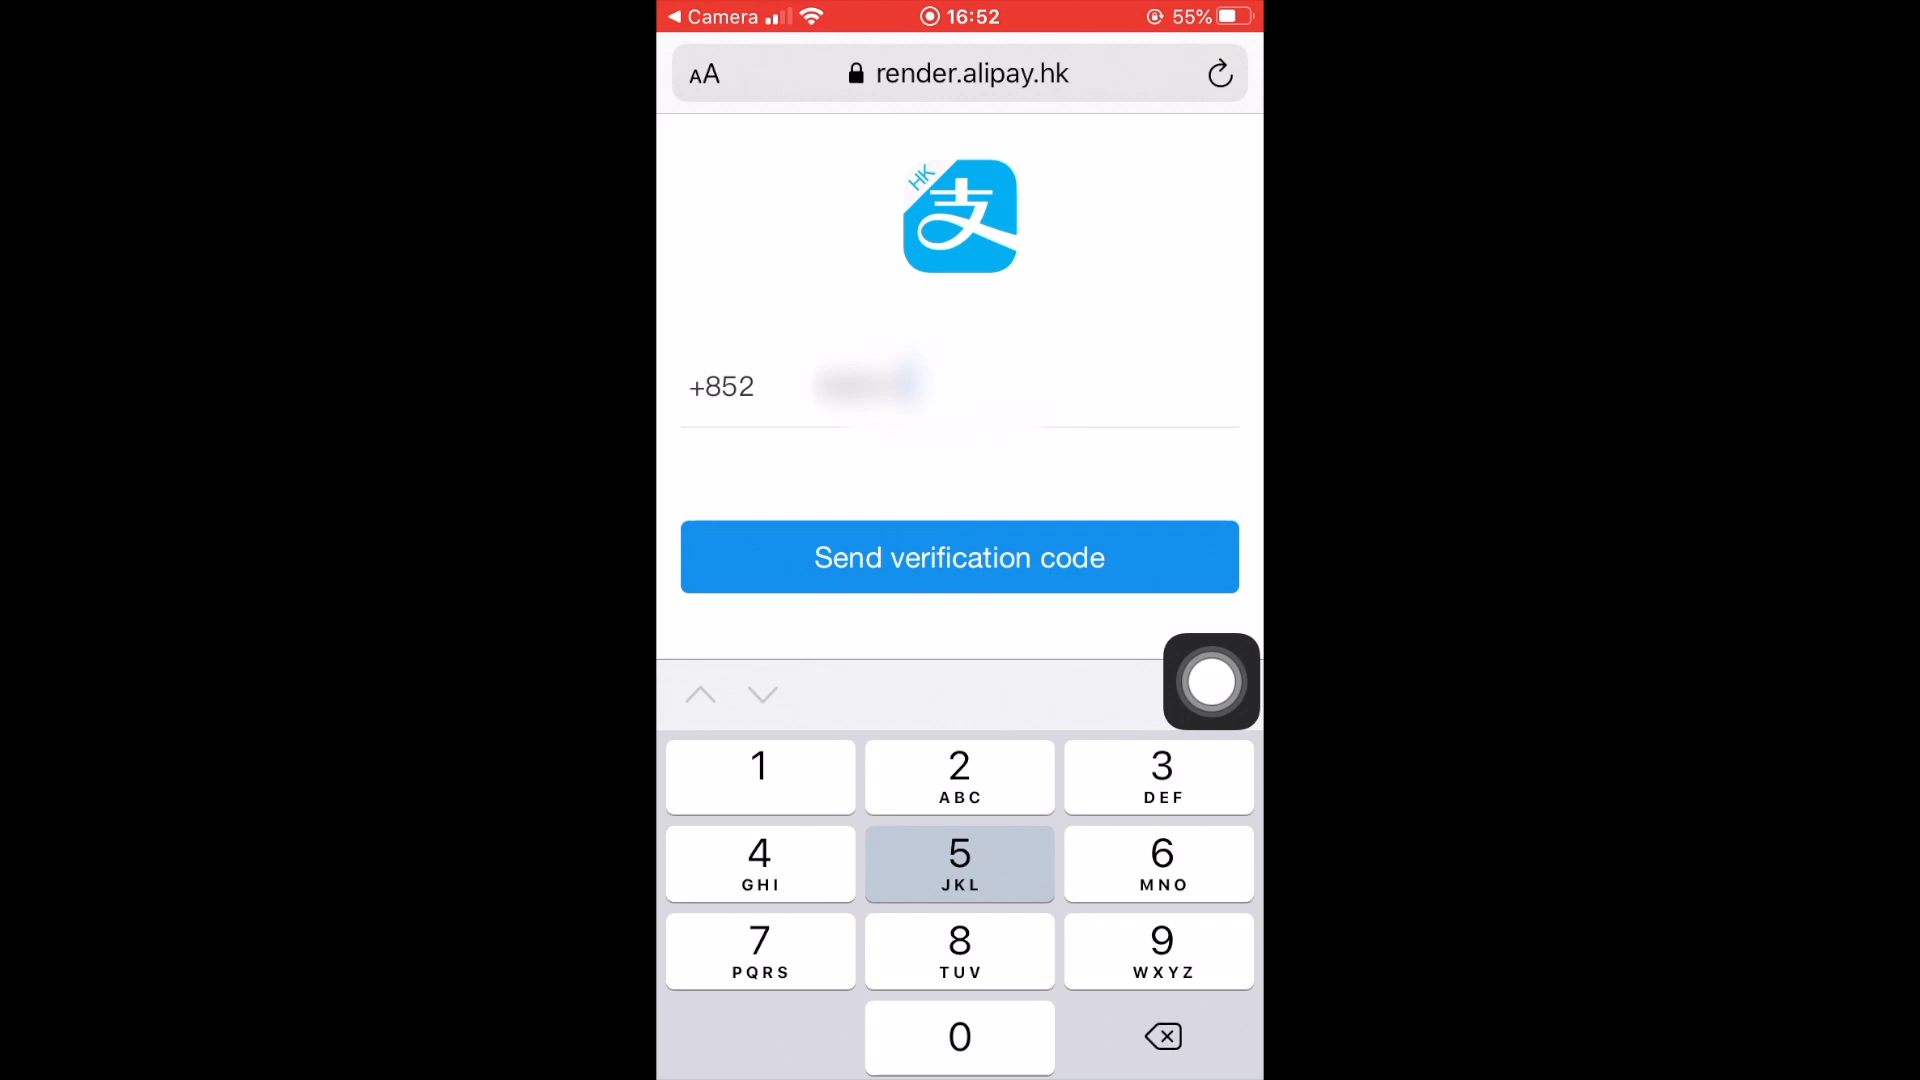 Camera 16:52 55%
AA render.alipay.hk
HK
支
+852
Send verification code
1 2 3
ABC DEF
4 5 6
GHI JKL MNO
7 8 9
PQRS TUV WXYZ
0